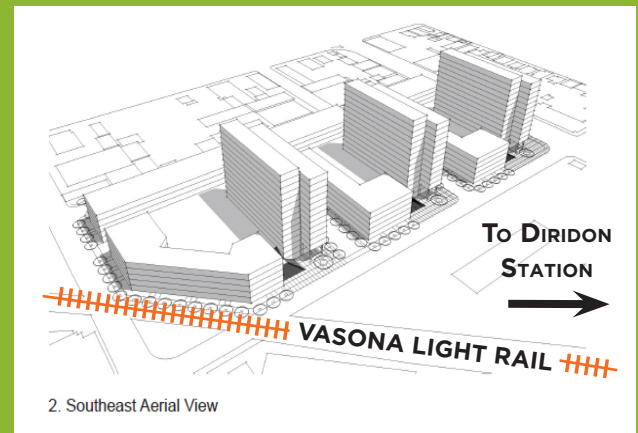 TO DIRIDON
STATION
VASONA LIGHT RAIL
2. Southeast Aerial View